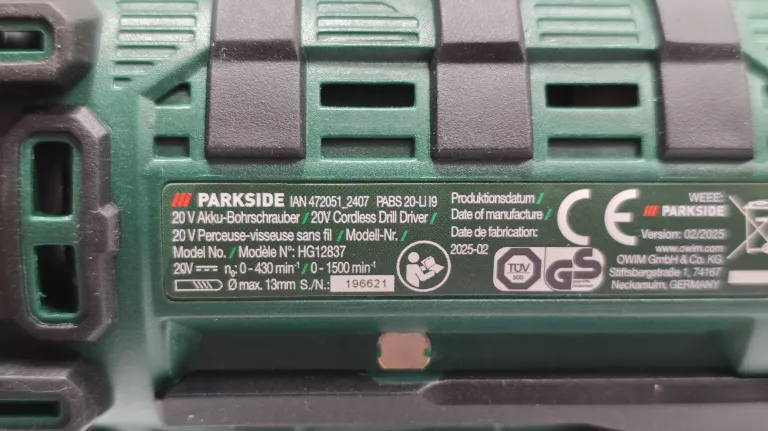 PARKSIDE IAN 472051_2407 PABS 20-Li I9
20 V Akku-Bohrschrauber / 20V Cordless Drill Driver /
20 V Perceuse-visseuse sans fil / Modell-Nr. /
Model No. / Modèle N°: HG12837
20V n₀: 0 - 430 min⁻¹ / 0 - 1500 min⁻¹
Ø max. 13mm S./N.: 196621
Produktionsdatum /
Date of manufacture /
Date de fabrication:
2025-02
CE
TÜV
SÜD
GS
WEEE:
PARKSIDE
Version: 02/2025
www.owim.com
OWIM GmbH & Co. KG
Stiftsbergstraße 1, 74167
Neckarsulm, GERMANY